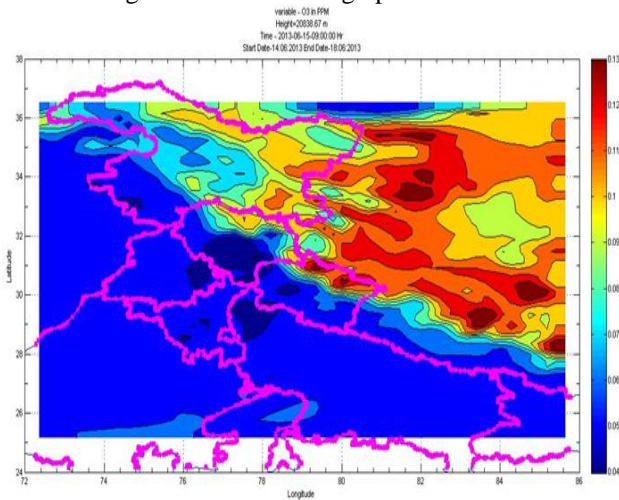 variable - O3 in PPM
Height=20838.67 m
Time - 2013-06-15-09:00:00 Hr
Start Date-14.06.2013 End Date-18.06.2013
38
36
34
32
30
28
26
24
72 74 76 78 80 82 84 86
Latitude
Longitude
0.13
0.12
0.11
0.1
0.09
0.08
0.07
0.06
0.05